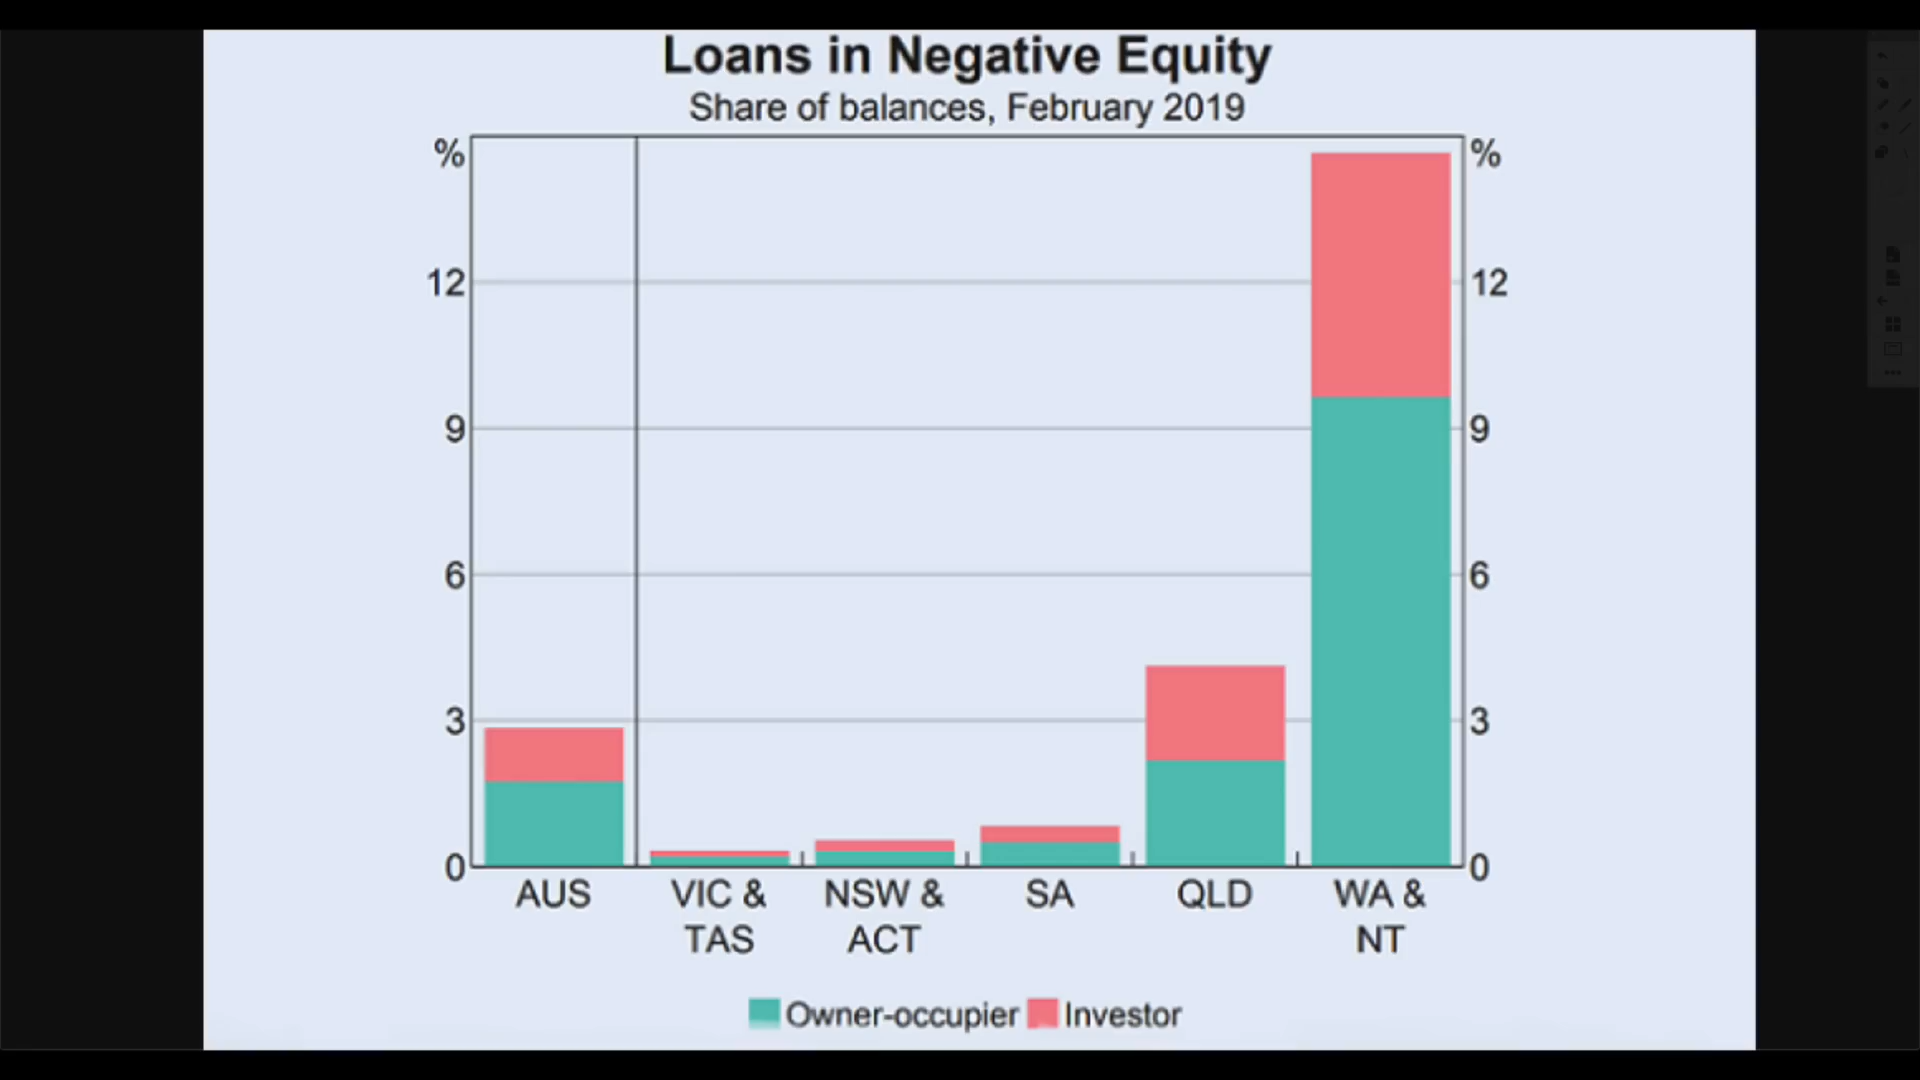 Loans in Negative Equity
Share of balances, February 2019
% %
12 12
9 9
6 6
3 3
0 0
AUS VIC & TAS NSW & ACT SA QLD WA & NT
Owner-occupier Investor